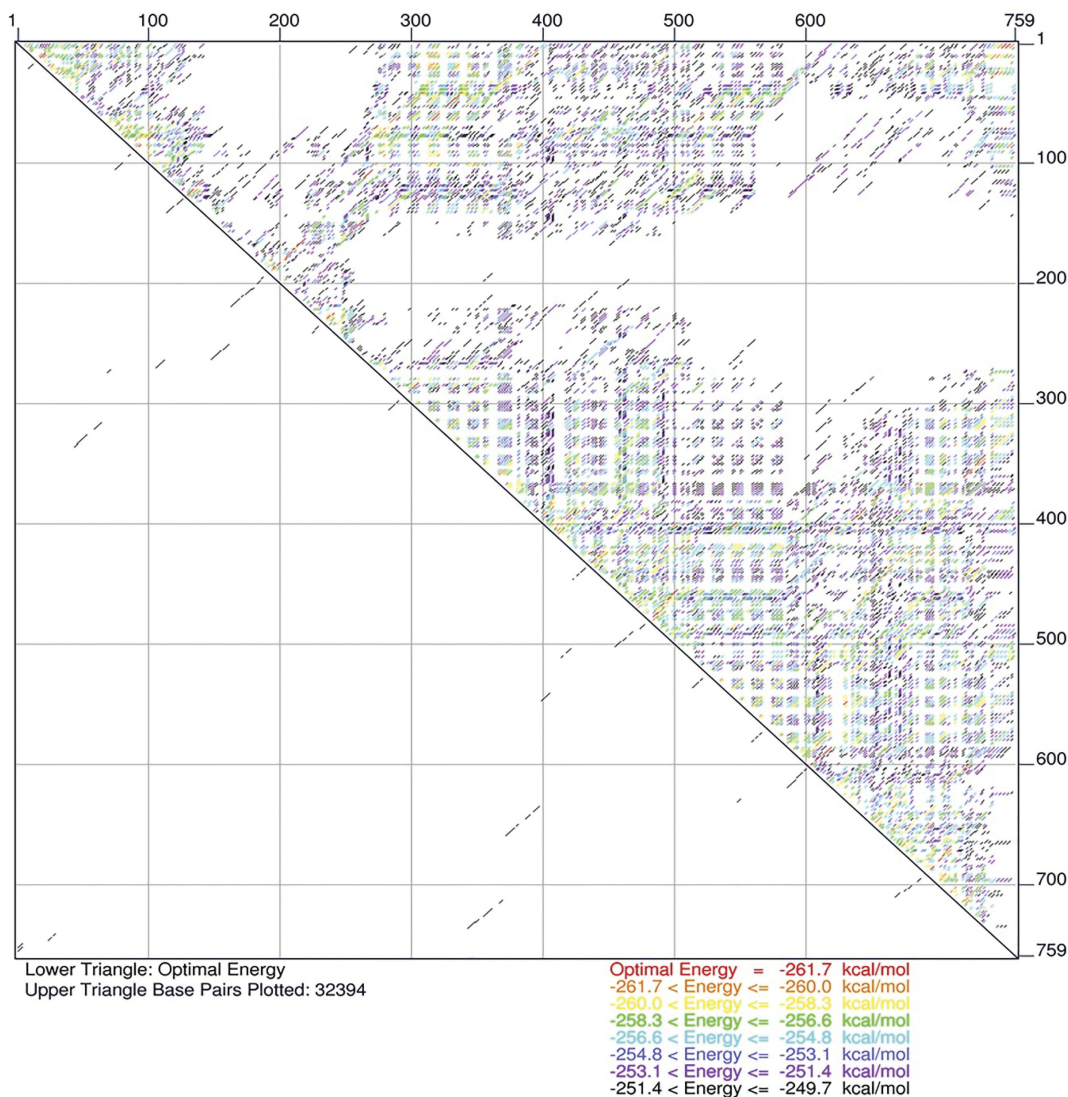 1 100 200 300 400 500 600 759
1
100
200
300
400
500
600
700
759
Lower Triangle: Optimal Energy
Upper Triangle Base Pairs Plotted: 32394
Optimal Energy = -261.7 kcal/mol
-261.7 < Energy <= -260.0 kcal/mol
-260.0 < Energy <= -258.3 kcal/mol
-258.3 < Energy <= -256.6 kcal/mol
-256.6 < Energy <= -254.8 kcal/mol
-254.8 < Energy <= -253.1 kcal/mol
-253.1 < Energy <= -251.4 kcal/mol
-251.4 < Energy <= -249.7 kcal/mol